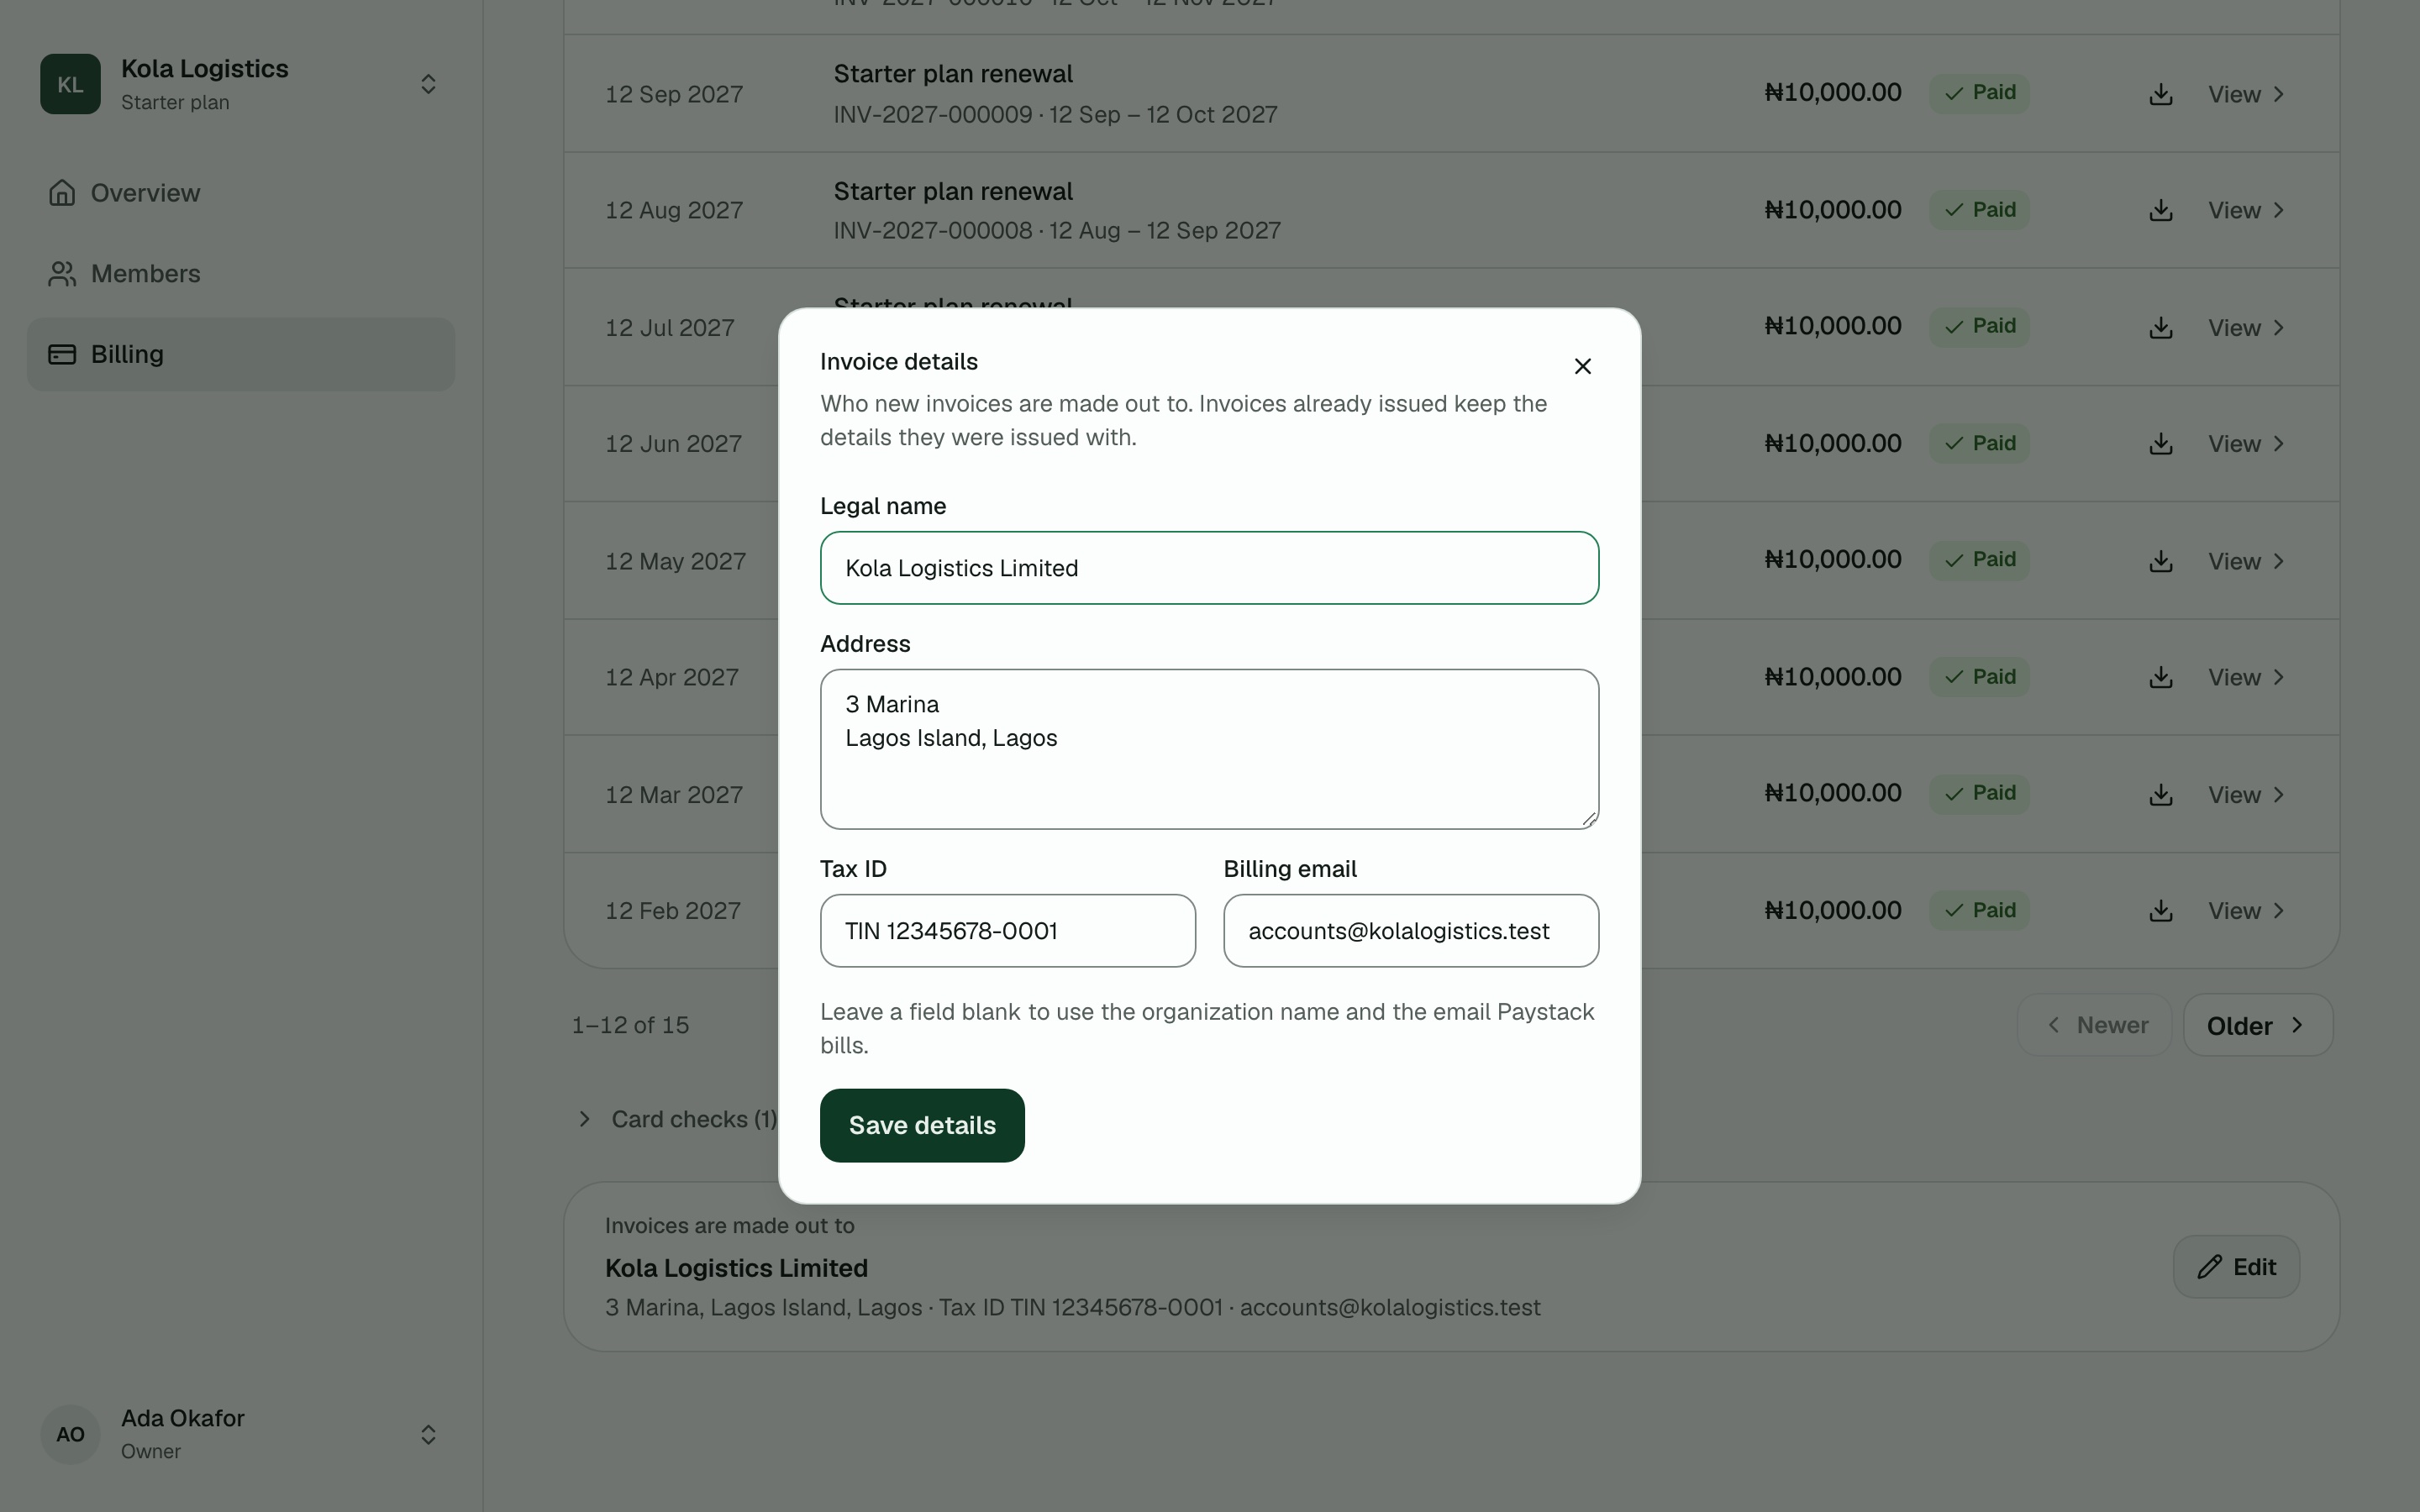 KL
Kola Logistics
Starter plan
Overview
Members
Billing
12 Sep 2027
Starter plan renewal
INV-2027-000009 · 12 Sep – 12 Oct 2027
₦10,000.00
Paid
View
12 Aug 2027
Starter plan renewal
INV-2027-000008 · 12 Aug – 12 Sep 2027
₦10,000.00
Paid
View
12 Jul 2027
Starter plan renewal
₦10,000.00
Paid
View
12 Jun 2027
₦10,000.00
Paid
View
12 May 2027
₦10,000.00
Paid
View
12 Apr 2027
₦10,000.00
Paid
View
12 Mar 2027
₦10,000.00
Paid
View
12 Feb 2027
₦10,000.00
Paid
View
1–12 of 15
Newer
Older
Card checks (1)
Invoice details
Who new invoices are made out to. Invoices already issued keep the
details they were issued with.
Legal name
Kola Logistics Limited
Address
3 Marina
Lagos Island, Lagos
Tax ID
Billing email
TIN 12345678-0001
accounts@kolalogistics.test
Leave a field blank to use the organization name and the email Paystack
bills.
Save details
Invoices are made out to
Kola Logistics Limited
3 Marina, Lagos Island, Lagos · Tax ID TIN 12345678-0001 · accounts@kolalogistics.test
Edit
AO
Ada Okafor
Owner